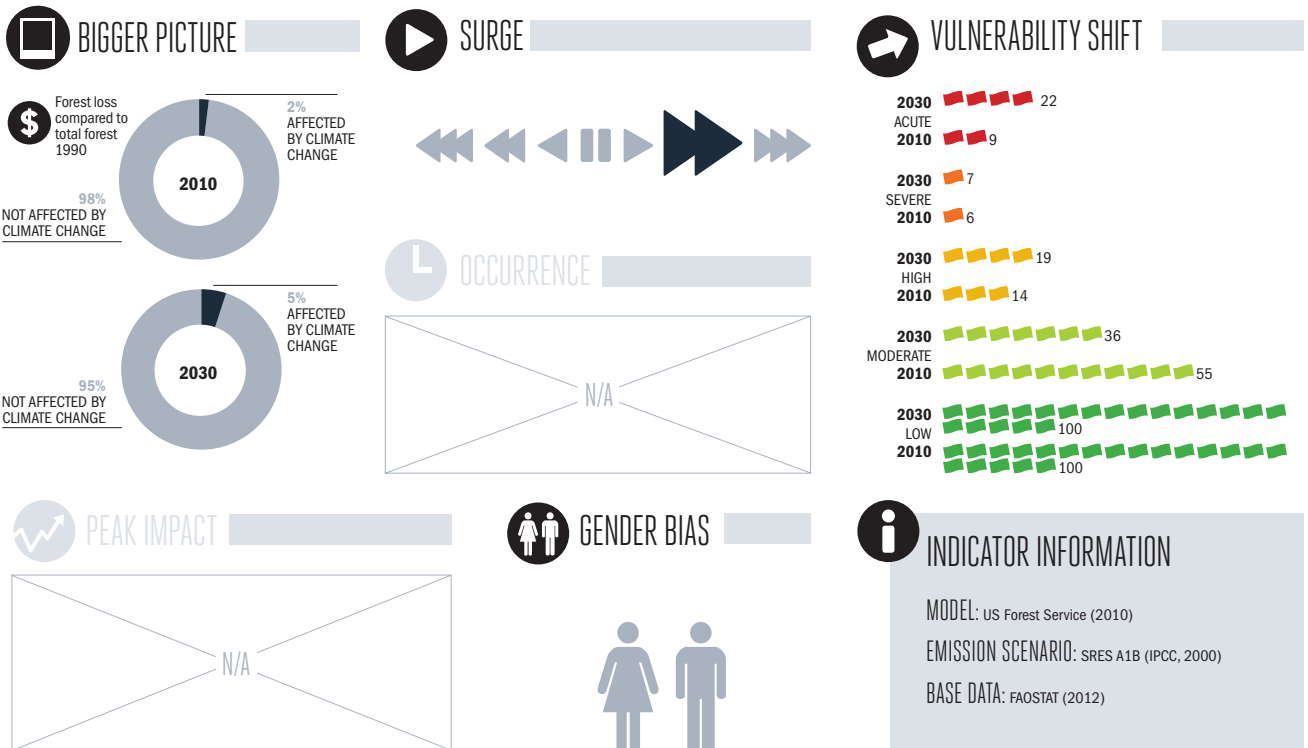 BIGGER PICTURE
$
Forest loss
compared to
total forest
1990
2%
AFFECTED
BY CLIMATE
CHANGE
2010
98%
NOT AFFECTED BY
CLIMATE CHANGE
5%
AFFECTED
BY CLIMATE
CHANGE
2030
95%
NOT AFFECTED BY
CLIMATE CHANGE
SURGE
OCCURRENCE
N/A
VULNERABILITY SHIFT
2030 22
ACUTE
2010 9
2030 7
SEVERE
2010 6
2030 19
HIGH
2010 14
2030 36
MODERATE
2010 55
2030
LOW 100
2010
100
PEAK IMPACT
N/A
GENDER BIAS
INDICATOR INFORMATION
MODEL: US Forest Service (2010)
EMISSION SCENARIO: SRES A1B (IPCC, 2000)
BASE DATA: FAOSTAT (2012)